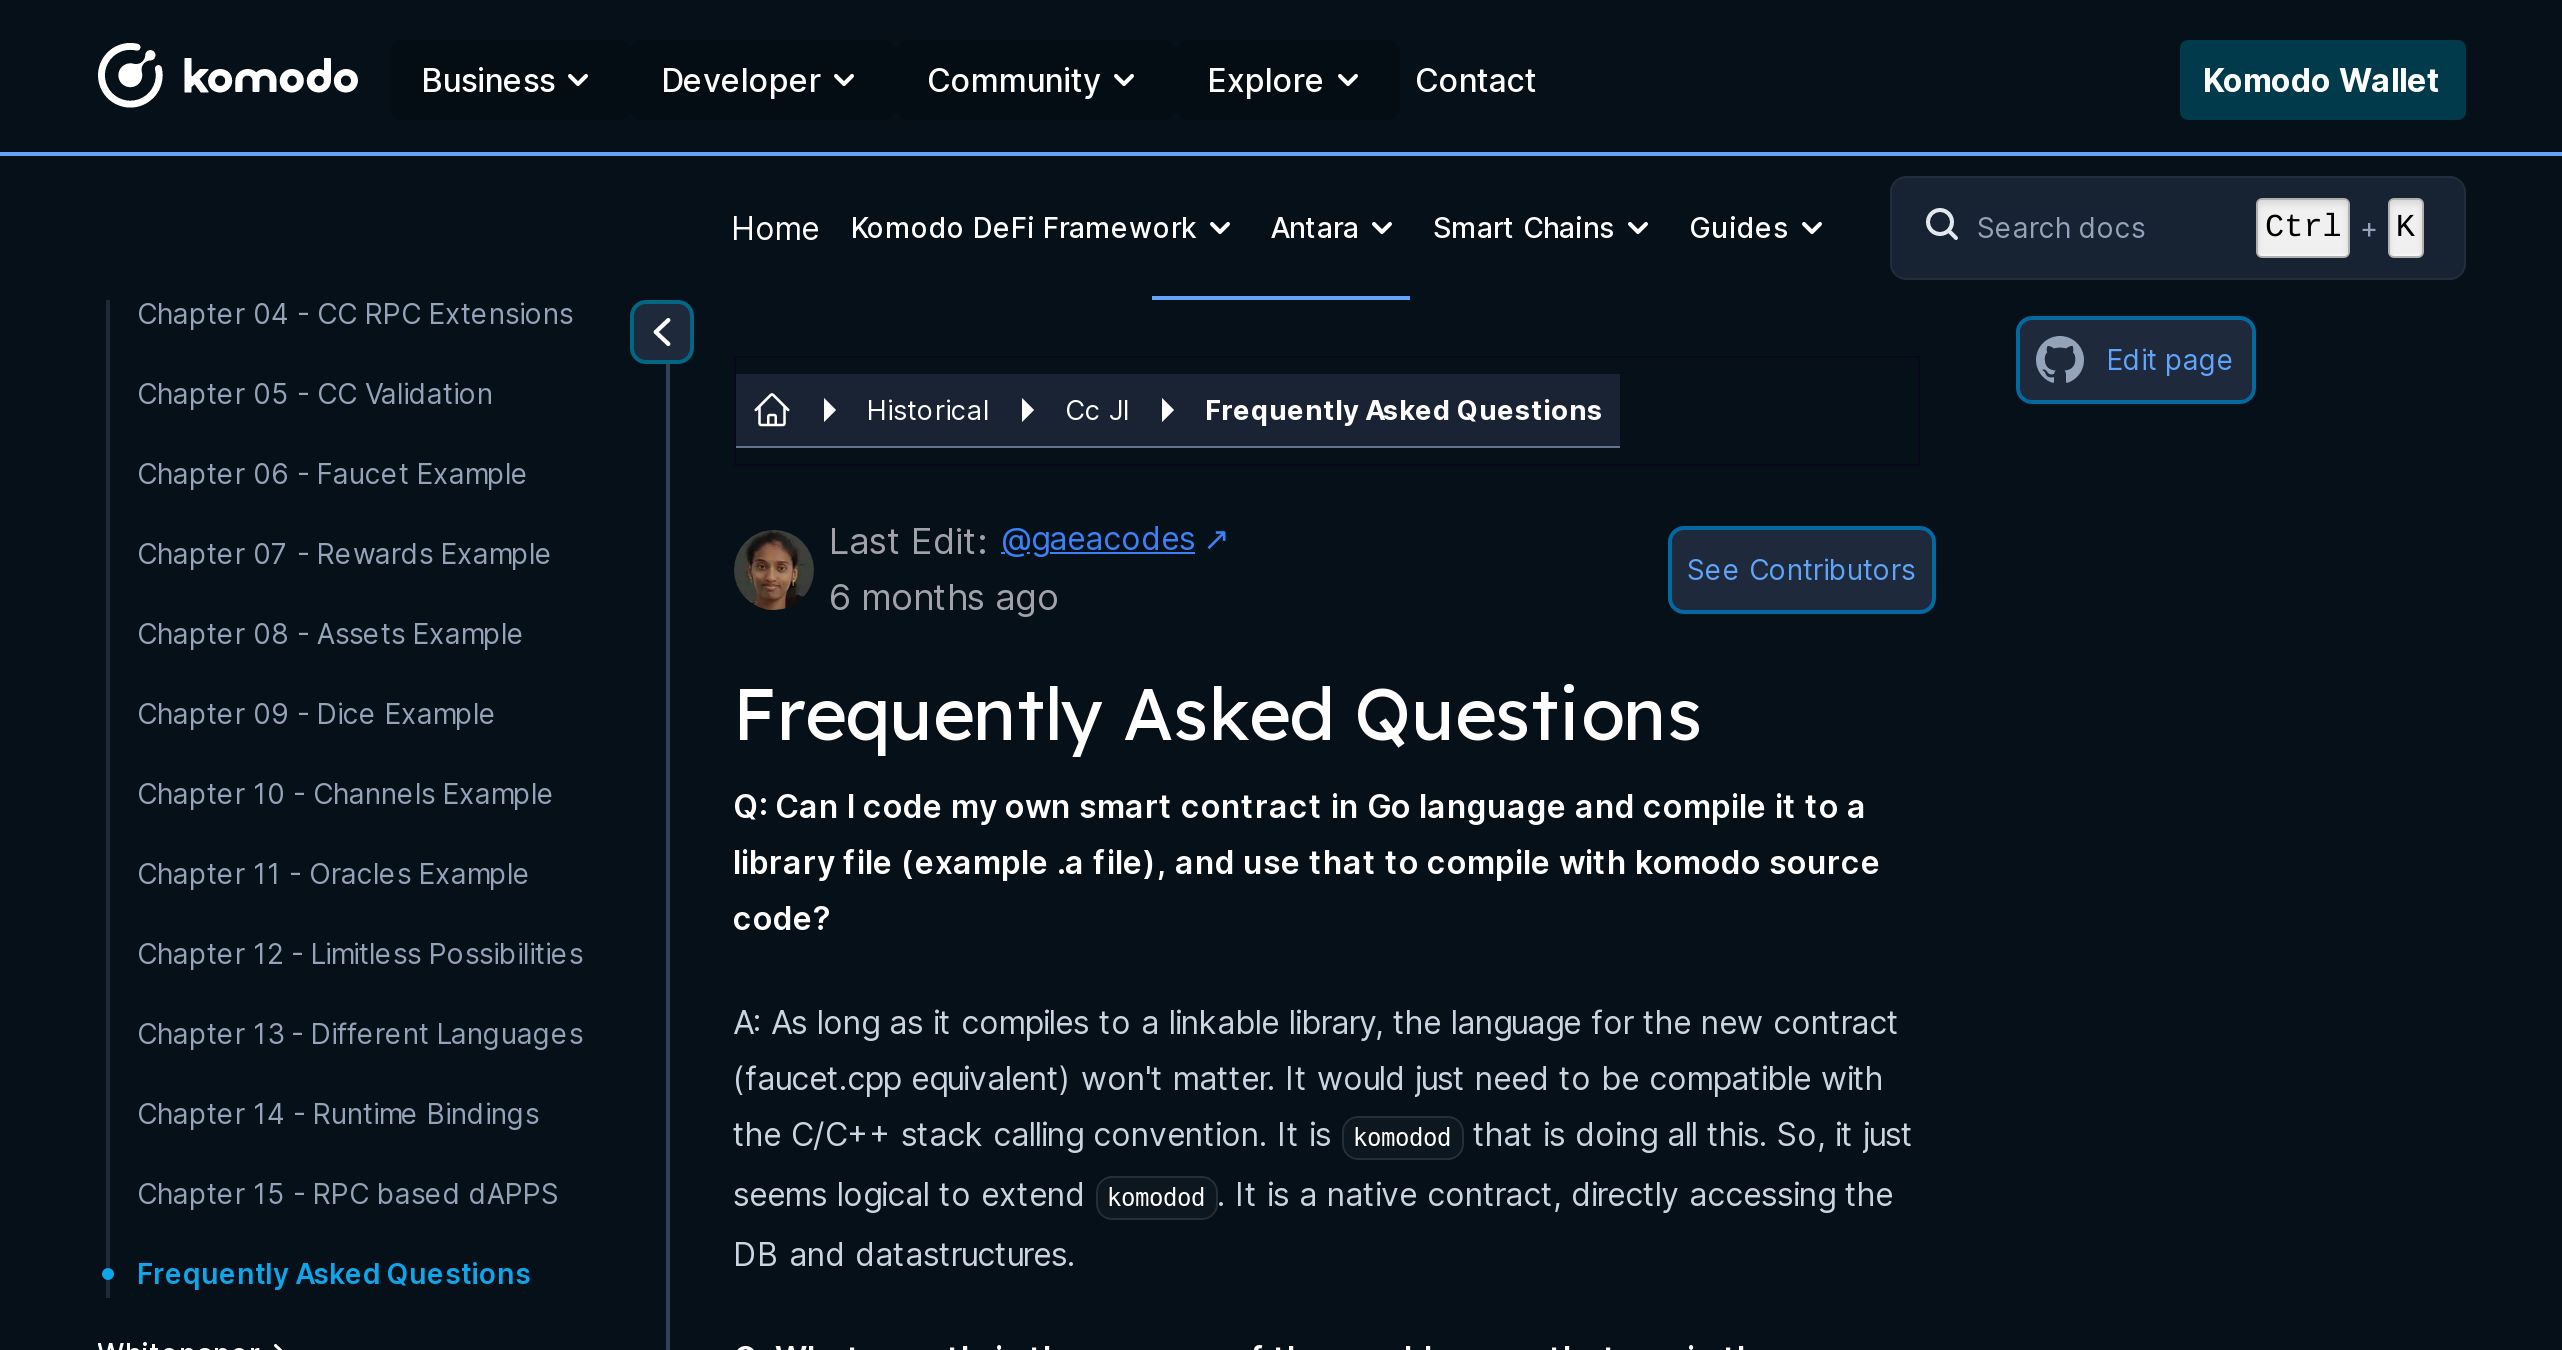 komodo
Business
Developer
Community
Explore
Contact
Komodo Wallet
Home
Komodo DeFi Framework
Antara
Smart Chains
Guides
Search docs
Ctrl + K
Chapter 04 - CC RPC Extensions
Chapter 05 - CC Validation
Chapter 06 - Faucet Example
Chapter 07 - Rewards Example
Chapter 08 - Assets Example
Chapter 09 - Dice Example
Chapter 10 - Channels Example
Chapter 11 - Oracles Example
Chapter 12 - Limitless Possibilities
Chapter 13 - Different Languages
Chapter 14 - Runtime Bindings
Chapter 15 - RPC based dAPPS
Frequently Asked Questions
Whitepaper
Historical
Cc Jl
Frequently Asked Questions
Edit page
Last Edit: @gaeacodes ↗
6 months ago
See Contributors
Frequently Asked Questions
Q: Can I code my own smart contract in Go language and compile it to a
library file (example .a file), and use that to compile with komodo source
code?
A: As long as it compiles to a linkable library, the language for the new contract
(faucet.cpp equivalent) won't matter. It would just need to be compatible with
the C/C++ stack calling convention. It is komodod that is doing all this. So, it just
seems logical to extend komodod. It is a native contract, directly accessing the
DB and datastructures.